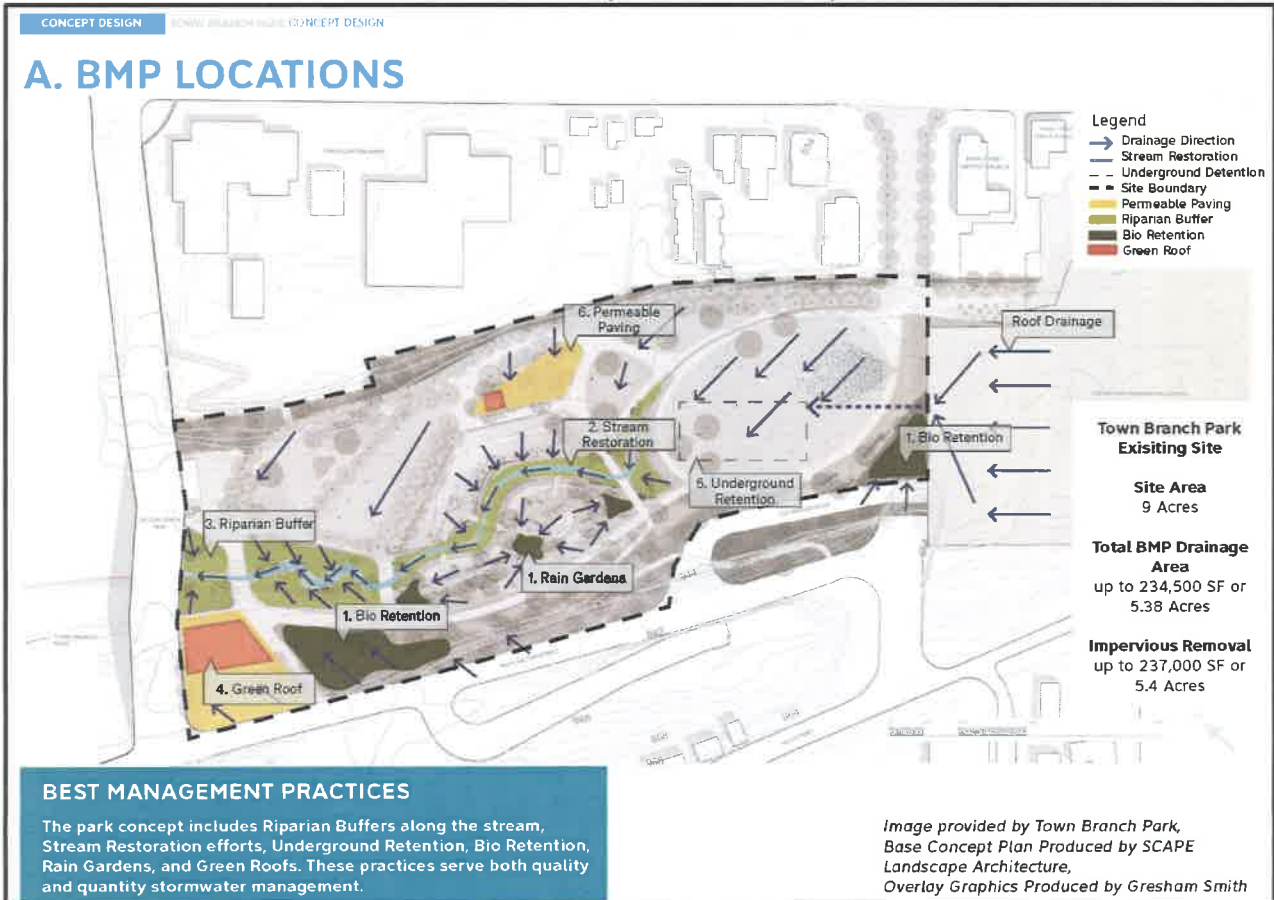 CONCEPT DESIGN
TOWN BRANCH PARK CONCEPT DESIGN
A. BMP LOCATIONS
Legend
Drainage Direction
Stream Restoration
Underground Detention
Site Boundary
Permeable Paving
Riparian Buffer
Bio Retention
Green Roof
6. Permeable
Paving
Roof Drainage
2. Stream
Restoration
1. Bio Retention
5. Underground
Retention
3. Riparian Buffer
1. Rain Gardens
1. Bio Retention
4. Green Roof
Town Branch Park
Exisiting Site
Site Area
9 Acres
Total BMP Drainage
Area
up to 234,500 SF or
5.38 Acres
Impervious Removal
up to 237,000 SF or
5.4 Acres
BEST MANAGEMENT PRACTICES
The park concept includes Riparian Buffers along the stream,
Stream Restoration efforts, Underground Retention, Bio Retention,
Rain Gardens, and Green Roofs. These practices serve both quality
and quantity stormwater management.
Image provided by Town Branch Park,
Base Concept Plan Produced by SCAPE
Landscape Architecture,
Overlay Graphics Produced by Gresham Smith